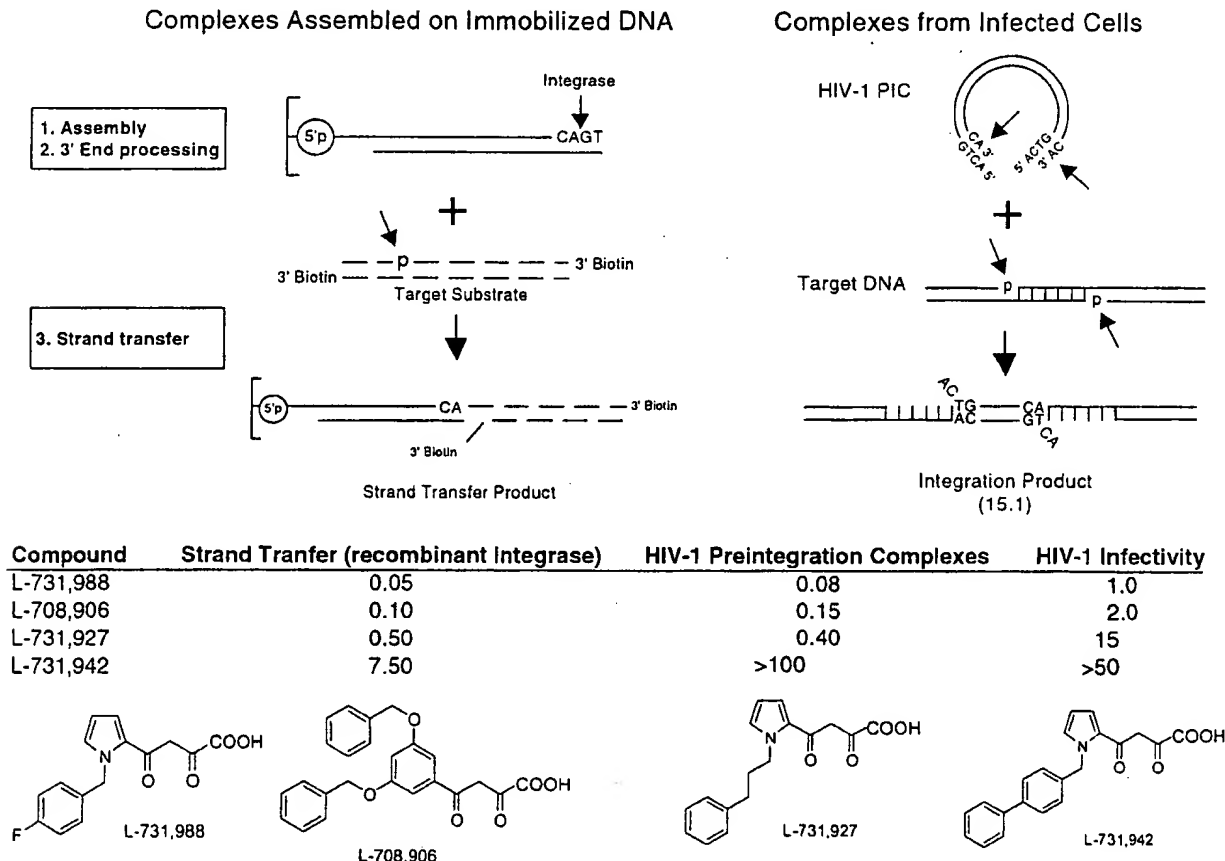 Complexes Assembled on Immobilized DNA
Complexes from Infected Cells
Integrase
HIV-1 PIC
1. Assembly
2. 3' End processing
5'p
CAGT
CA 3'
GTCA 5'
5' ACTG
3' AC
+
+
p
3' Biotin
3' Biotin
Target Substrate
Target DNA
p
p
3. Strand transfer
5'p
CA
3' Biotin
3' Biotin
AC
TG
AC
CA
GT
CA
Strand Transfer Product
Integration Product
(15.1)
Compound Strand Tranfer (recombinant Integrase) HIV-1 Preintegration Complexes HIV-1 Infectivity
L-731,988 0.05 0.08 1.0
L-708,906 0.10 0.15 2.0
L-731,927 0.50 0.40 15
L-731,942 7.50 >100 >50
N
O
O
COOH
F
L-731,988
O
O
O
O
COOH
L-708,906
N
O
O
COOH
L-731,927
N
O
O
COOH
L-731,942